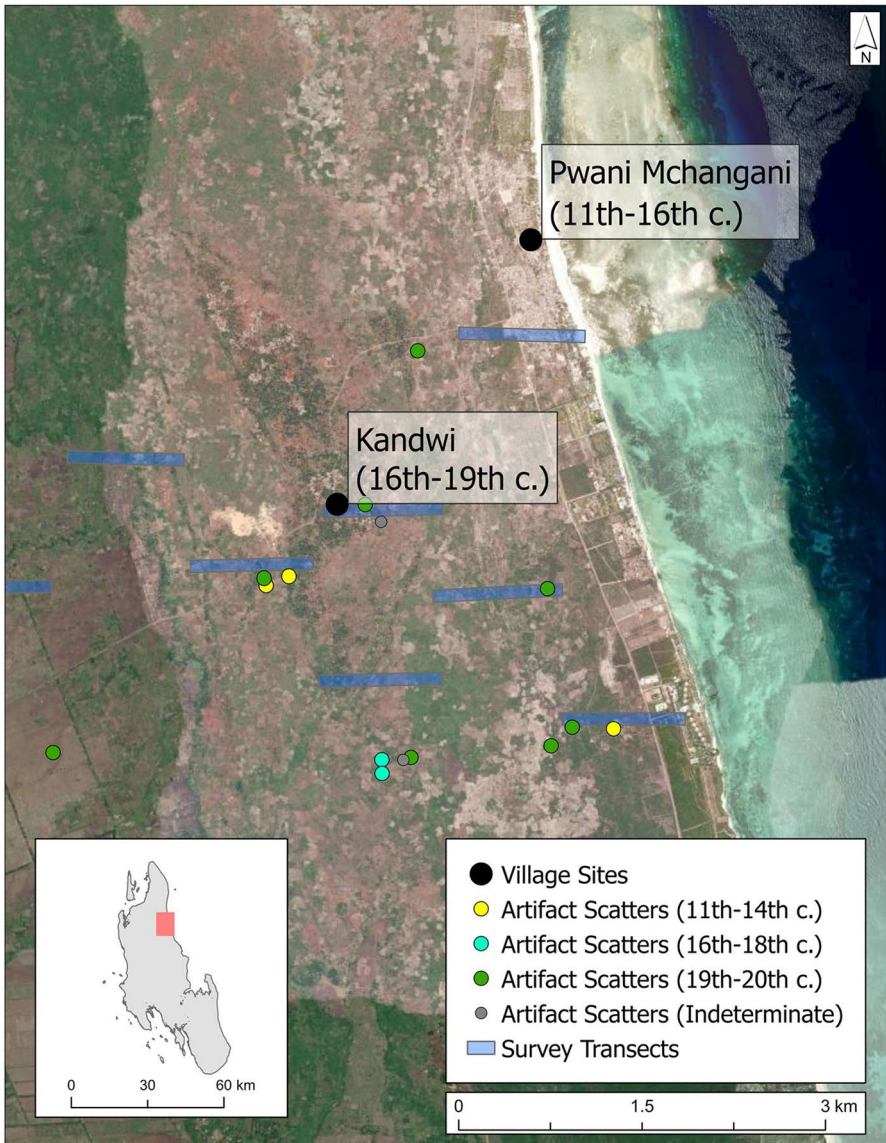 N
Pwani Mchangani
(11th-16th c.)
Kandwi
(16th-19th c.)
Village Sites
Artifact Scatters (11th-14th c.)
Artifact Scatters (16th-18th c.)
Artifact Scatters (19th-20th c.)
Artifact Scatters (Indeterminate)
Survey Transects
0 30 60 km
0 1.5 3 km